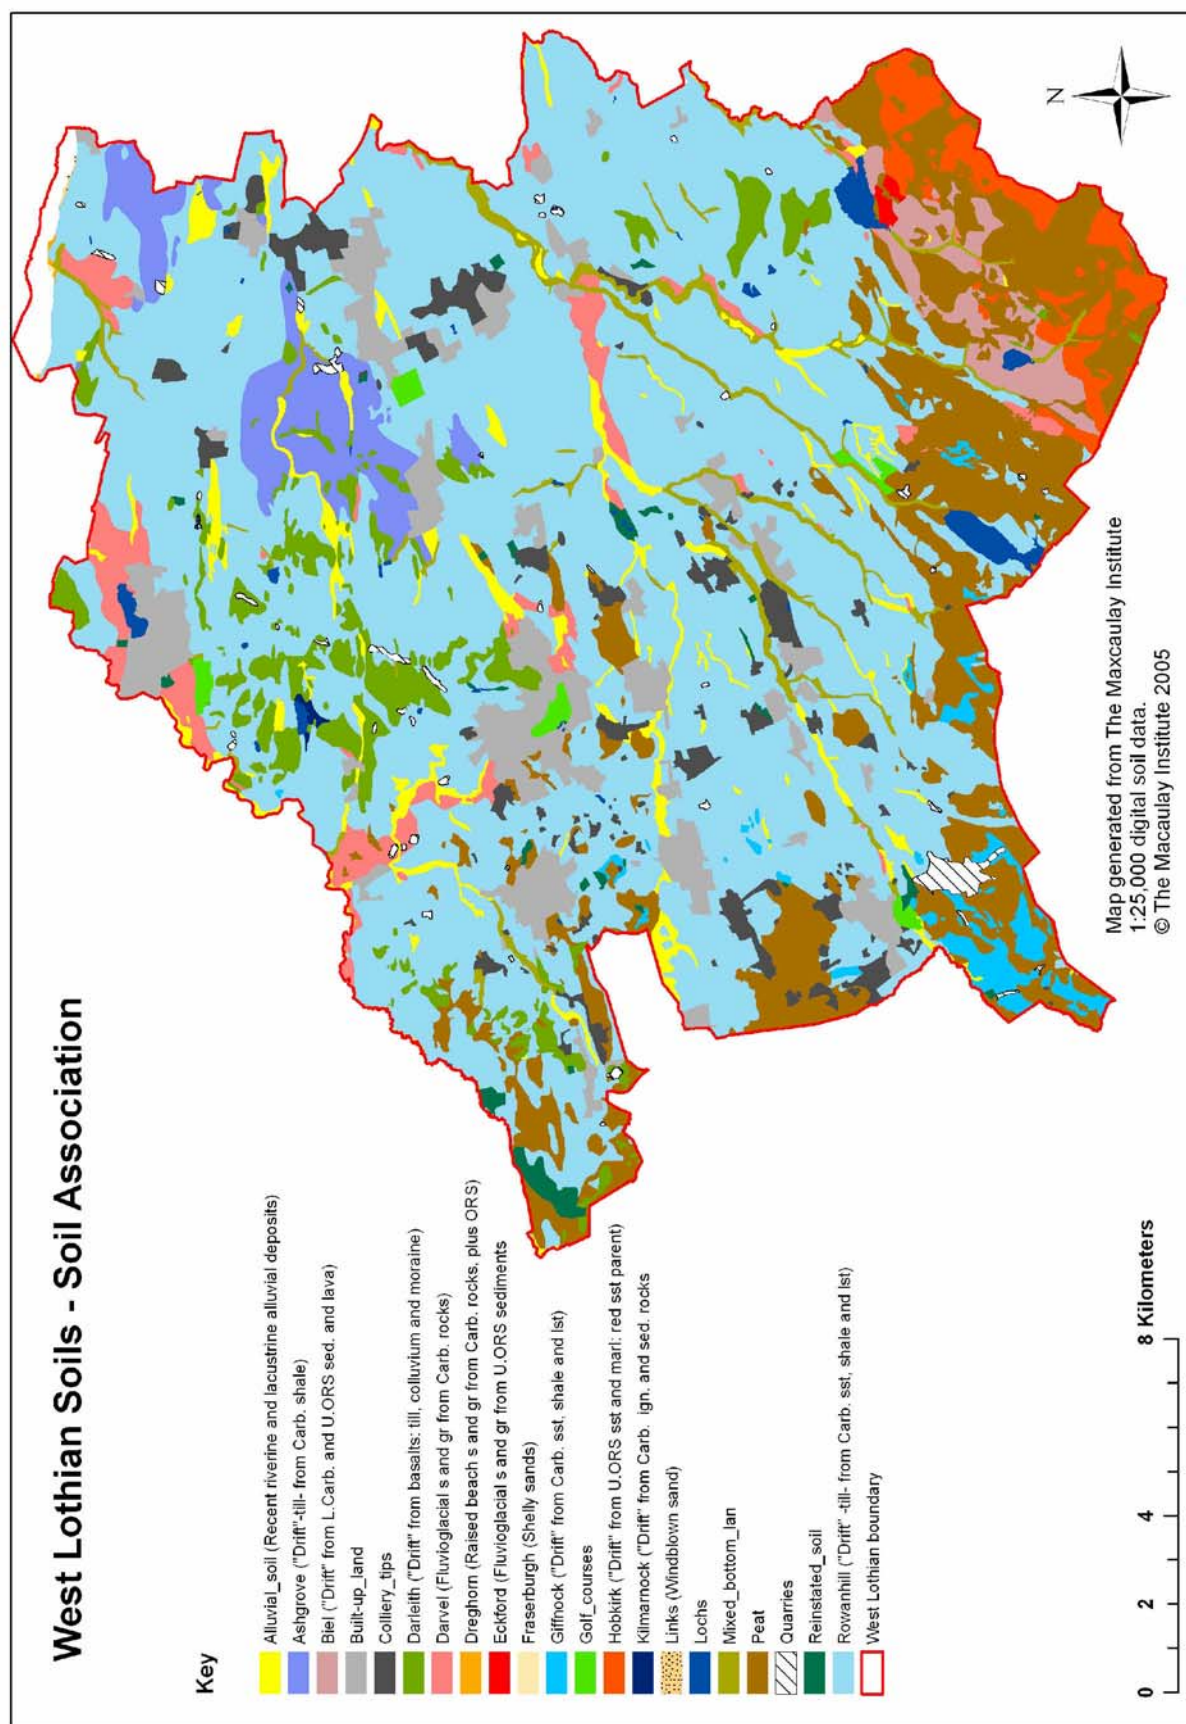 West Lothian Soils - Soil Association
Key
Alluvial_soil (Recent riverine and lacustrine alluvial deposits)
Ashgrove ("Drift"-till- from Carb. shale)
Biel ("Drift" from L.Carb. and U.ORS sed. and lava)
Built-up_land
Colliery_tips
Darleith ("Drift" from basalts: till, colluvium and moraine)
Darvel (Fluvioglacial s and gr from Carb. rocks)
Dreghorn (Raised beach s and gr from Carb. rocks, plus ORS)
Eckford (Fluvioglacial s and gr from U.ORS sediments
Fraserburgh (Shelly sands)
Giffnock ("Drift" from Carb. sst, shale and lst)
Golf_courses
Hobkirk ("Drift" from U.ORS sst and marl: red sst parent)
Kilmarnock ("Drift" from Carb. ign. and sed. rocks
Links (Windblown sand)
Lochs
Mixed_bottom_lan
Peat
Quarries
Reinstated_soil
Rowanhill ("Drift" -till- from Carb. sst, shale and lst)
West Lothian boundary
0 2 4 8 Kilometers
Map generated from The Maxcaulay Institute
1:25,000 digital soil data.
© The Macaulay Institute 2005
N